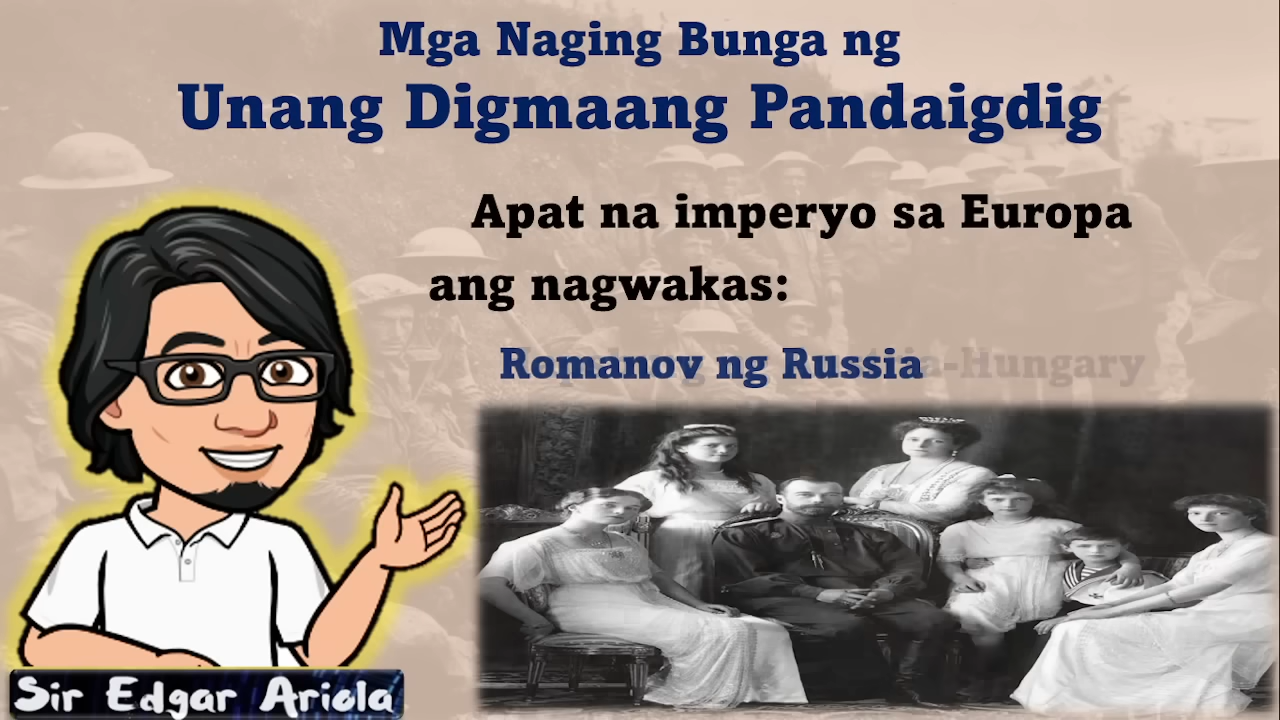 Mga Naging Bunga ng
Unang Digmaang Pandaigdig
Apat na imperyo sa Europa
ang nagwakas:
Romanov ng Russia
-Hungary
Sir Edgar Ariola